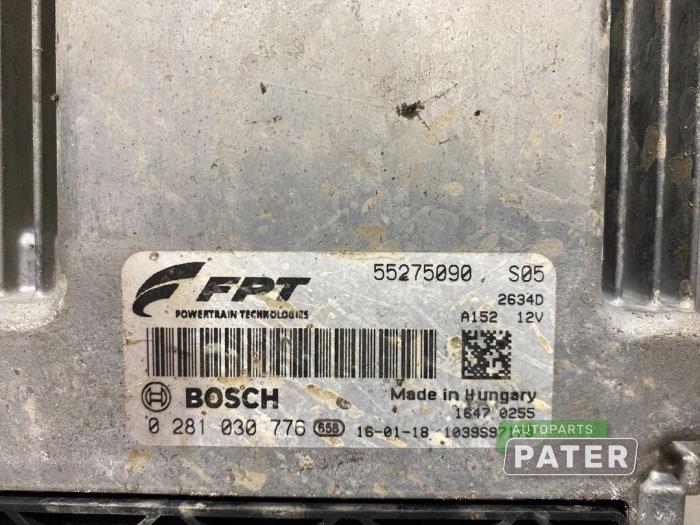 FPT
POWERTRAIN TECHNOLOGIES
55275090 S05
2634D
A152 12V
BOSCH
Made in Hungary
1647 0255
0 281 030 776 658 16-01-18
AUTOPARTS
PATER